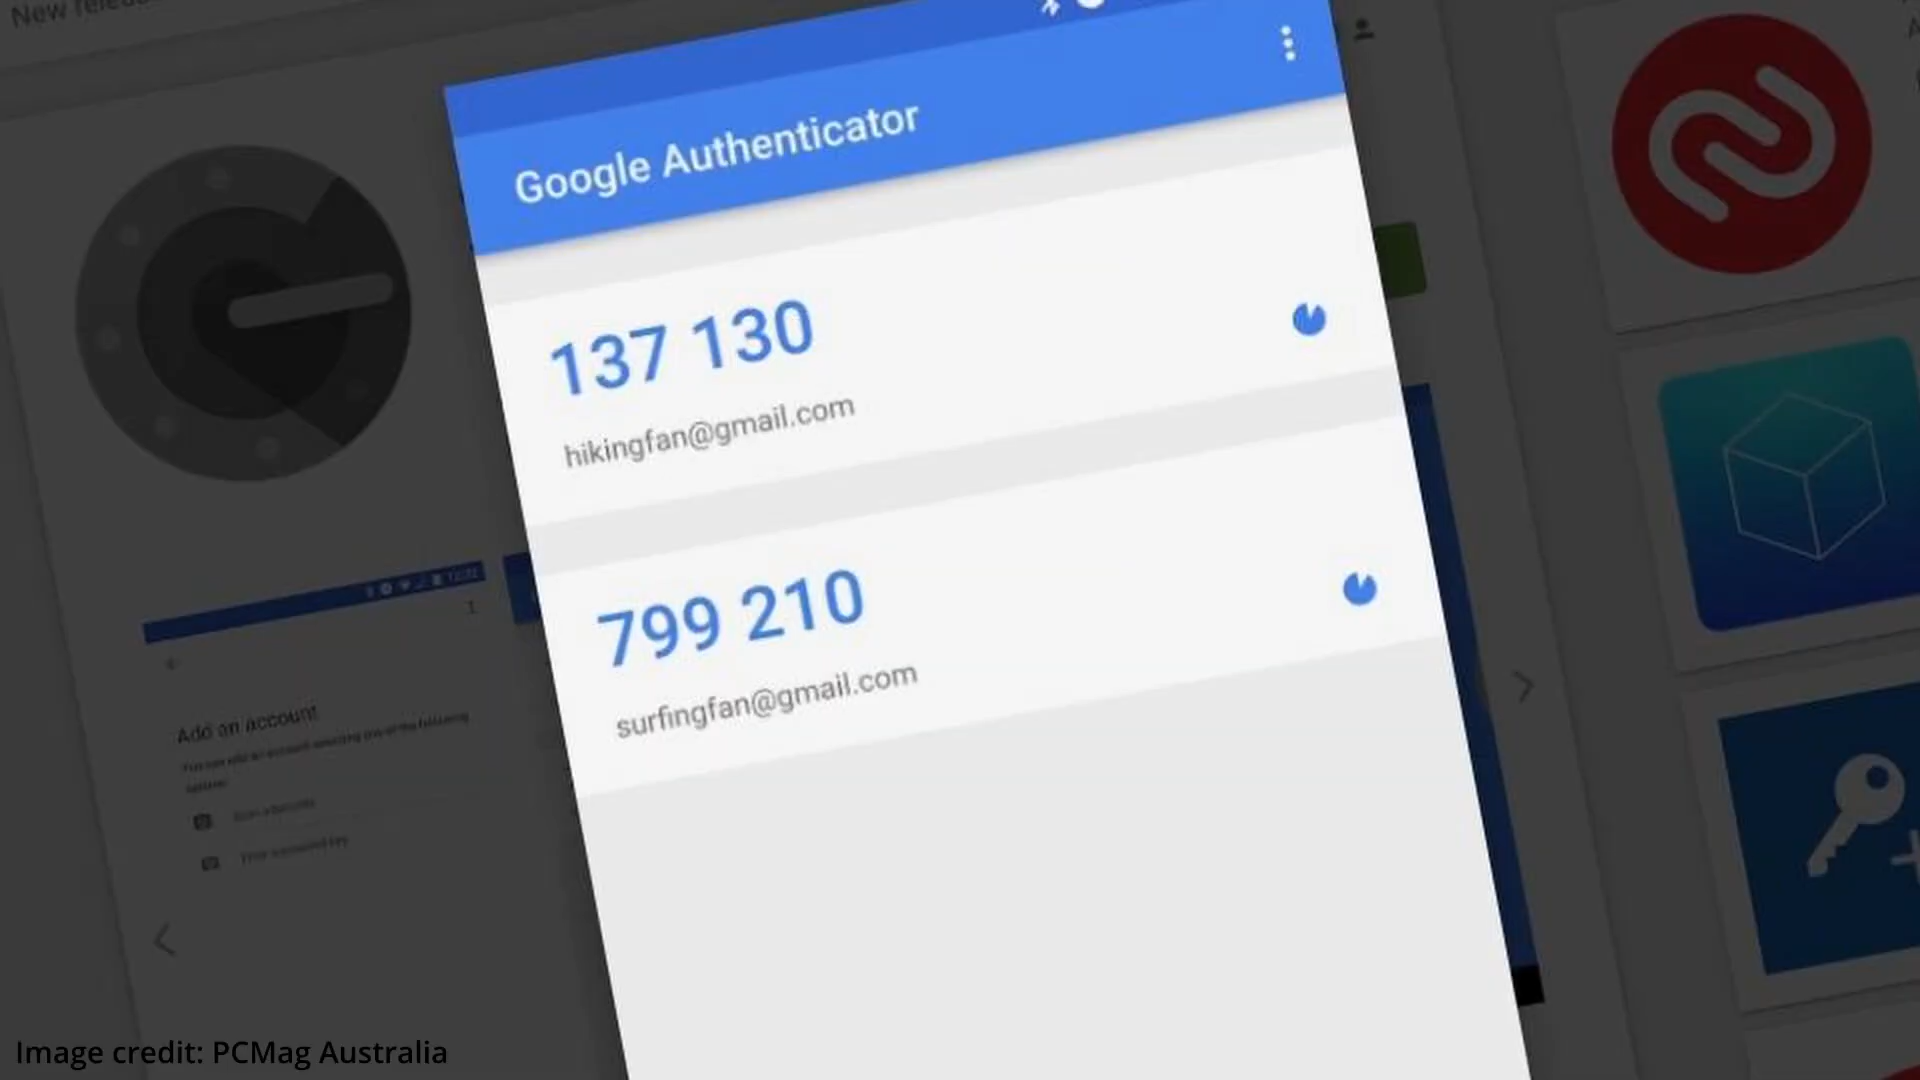 New
Google Authenticator
137 130
hikingfan@gmail.com
799 210
surfingfan@gmail.com
Add an account
Image credit: PCMag Australia